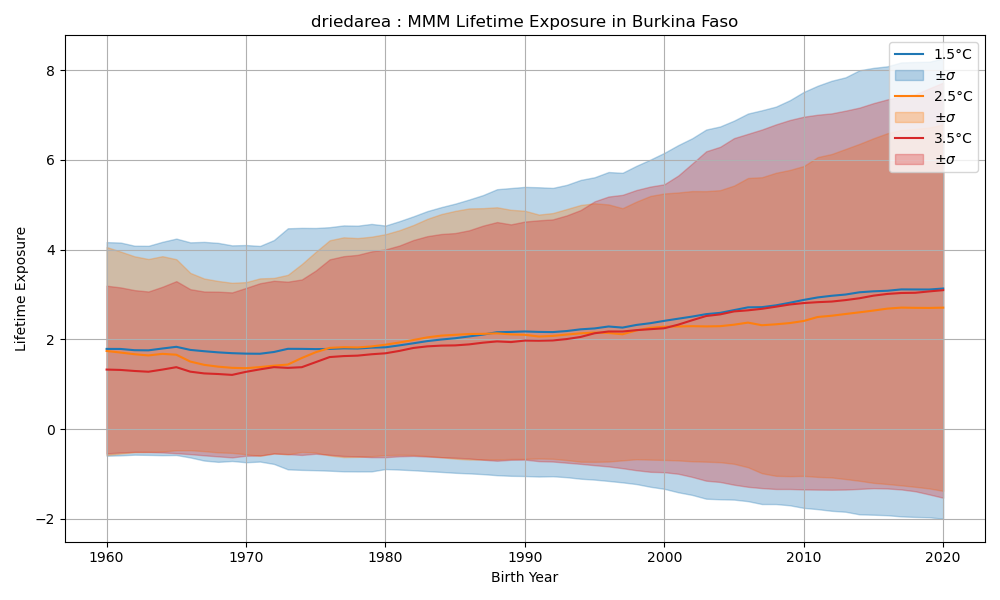 driedarea : MMM Lifetime Exposure in Burkina Faso
Lifetime Exposure
8
6
4
2
0
−2
1960
1970
1980
1990
2000
2010
2020
Birth Year
1.5°C
±σ
2.5°C
±σ
3.5°C
±σ